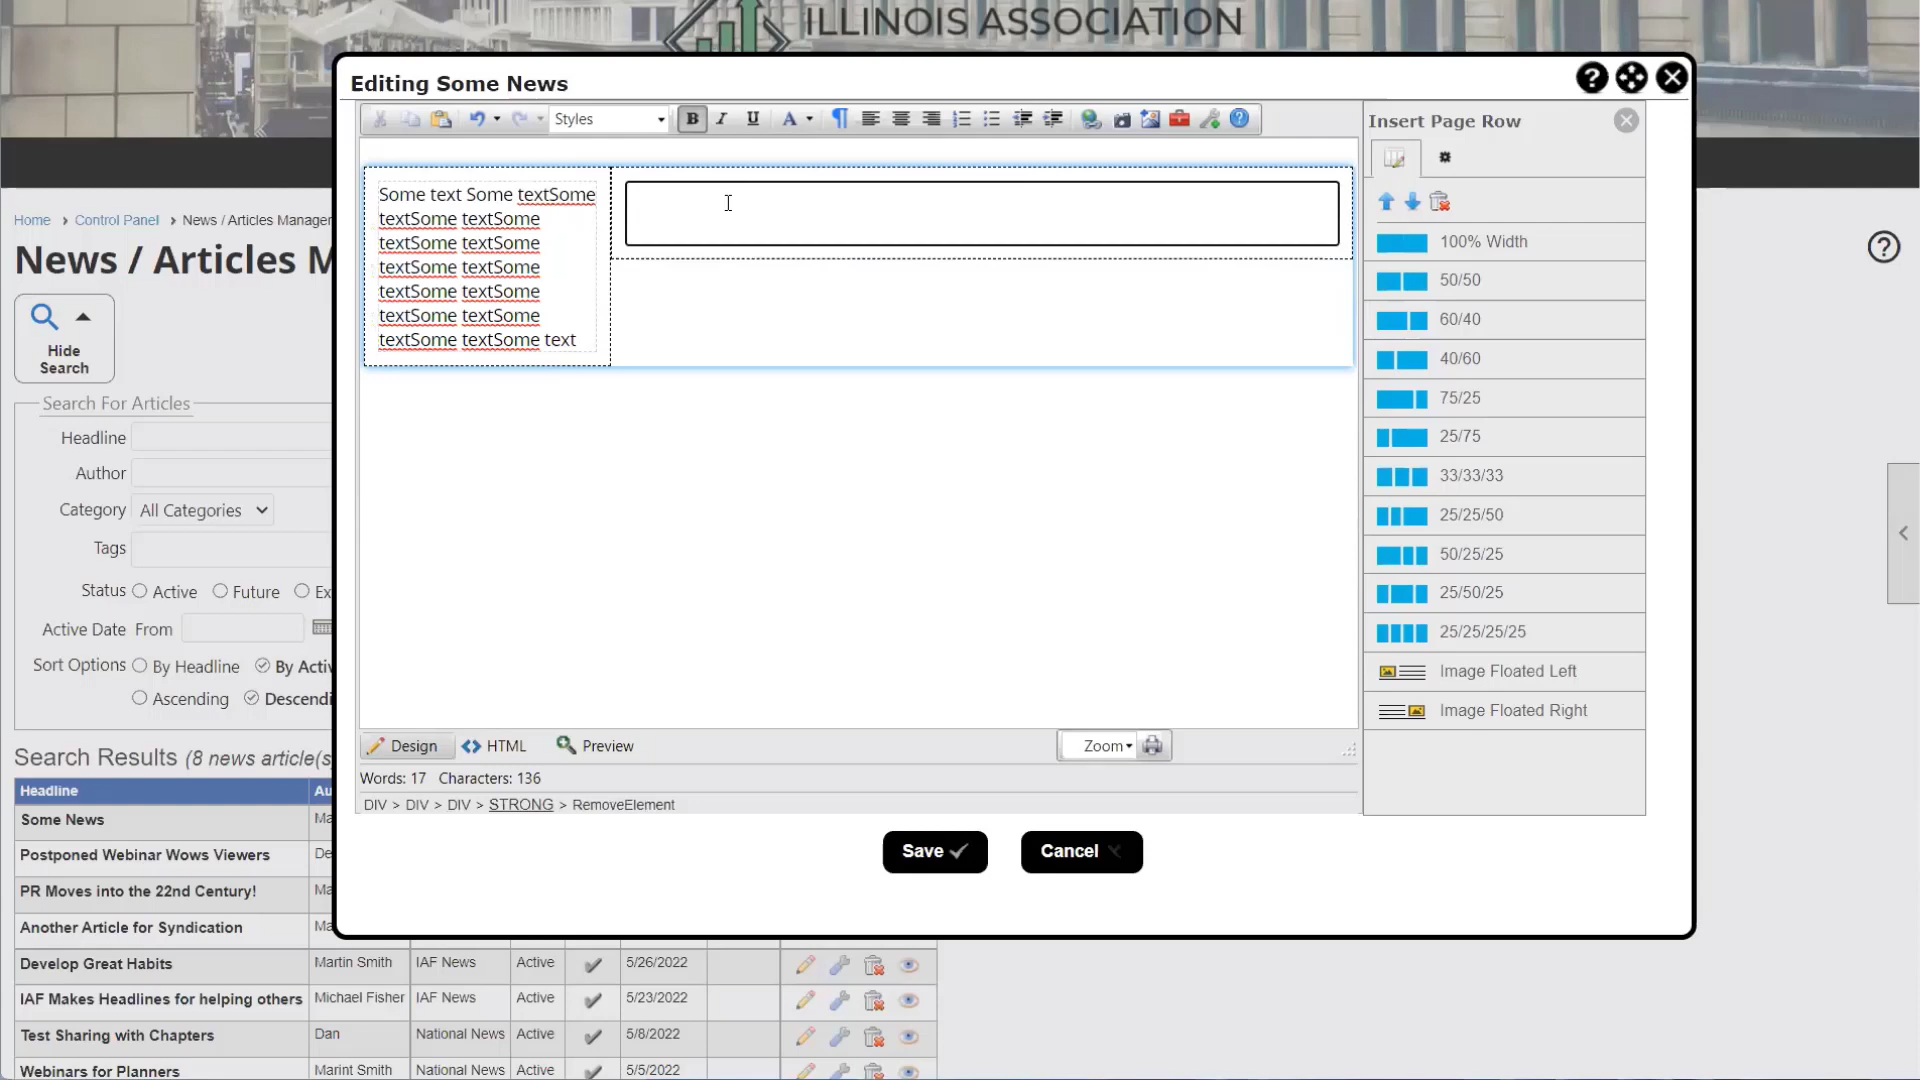 ILLINOIS ASSOCIATION
Editing Some News
Styles
B I U A
Insert Page Row
Some text Some textSome
textSome textSome
textSome textSome
textSome textSome
textSome textSome
textSome textSome
textSome textSome text
100% Width
50/50
60/40
40/60
75/25
25/75
33/33/33
25/25/50
50/25/25
25/50/25
25/25/25/25
Image Floated Left
Image Floated Right
Design HTML Preview Zoom
Words: 17 Characters: 136
DIV > DIV > DIV > STRONG > RemoveElement
Save
Cancel
Home > Control Panel > News / Articles Manager
News / Articles M
Hide
Search
Search For Articles
Headline
Author
Category All Categories
Tags
Status Active Future Ex
Active Date From
Sort Options By Headline By Activ
Ascending Descendi
Search Results (8 news article(s
Headline Au
Some News Ma
Postponed Webinar Wows Viewers De
PR Moves into the 22nd Century! Ma
Another Article for Syndication Ma
Develop Great Habits Martin Smith IAF News Active 5/26/2022
IAF Makes Headlines for helping others Michael Fisher IAF News Active 5/23/2022
Test Sharing with Chapters Dan National News Active 5/8/2022
Webinars for Planners Marint Smith National News Active 5/5/2022